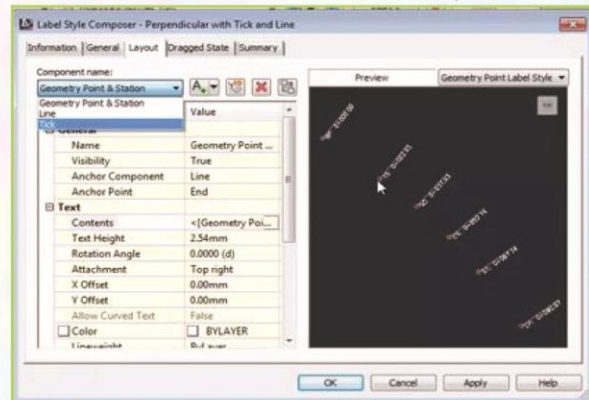 Label Style Composer - Perpendicular with Tick and Line
Information General Layout Dragged State Summary
Component name:
Geometry Point & Station
Geometry Point & Station
Line
Tick
Value
General
Name Geometry Point ...
Visibility True
Anchor Component Line
Anchor Point End
Text
Contents <[Geometry Poi...
Text Height 2.54mm
Rotation Angle 0.0000 (d)
Attachment Top right
X Offset 0.00mm
Y Offset 0.00mm
Allow Curved Text False
Color BYLAYER
Lineweight ByLayer
Preview Geometry Point Label Style
OK Cancel Apply Help